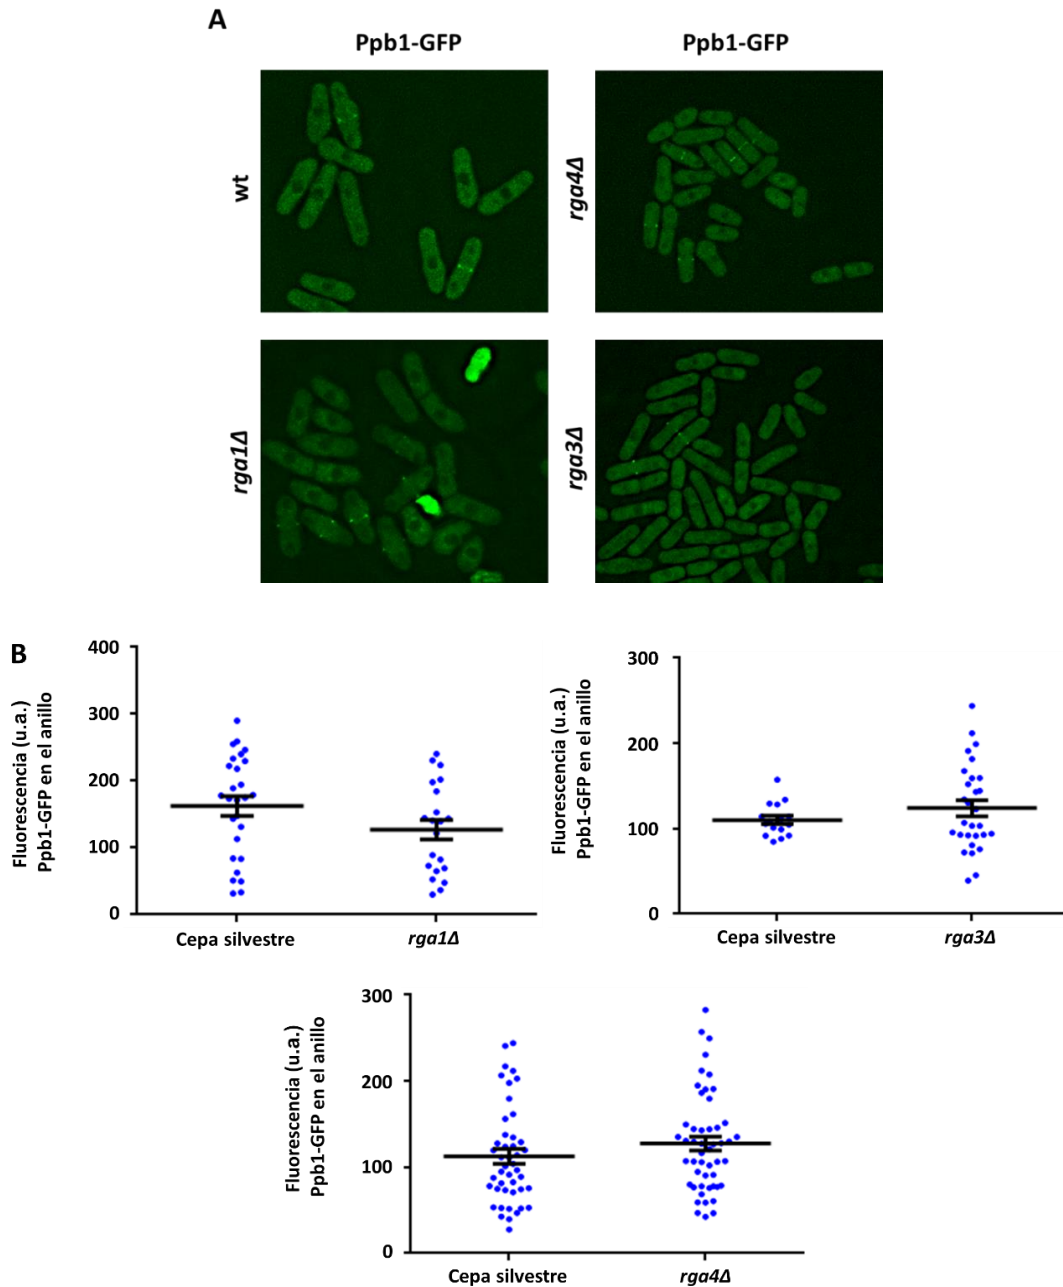 A
Ppb1-GFP
Ppb1-GFP
wt
rga4Δ
rga1Δ
rga3Δ
B
Fluorescencia (u.a.)
Ppb1-GFP en el anillo
400
300
200
100
0
Cepa silvestre
rga1Δ
Fluorescencia (u.a.)
Ppb1-GFP en el anillo
300
200
100
0
Cepa silvestre
rga3Δ
Fluorescencia (u.a.)
Ppb1-GFP en el anillo
300
200
100
0
Cepa silvestre
rga4Δ